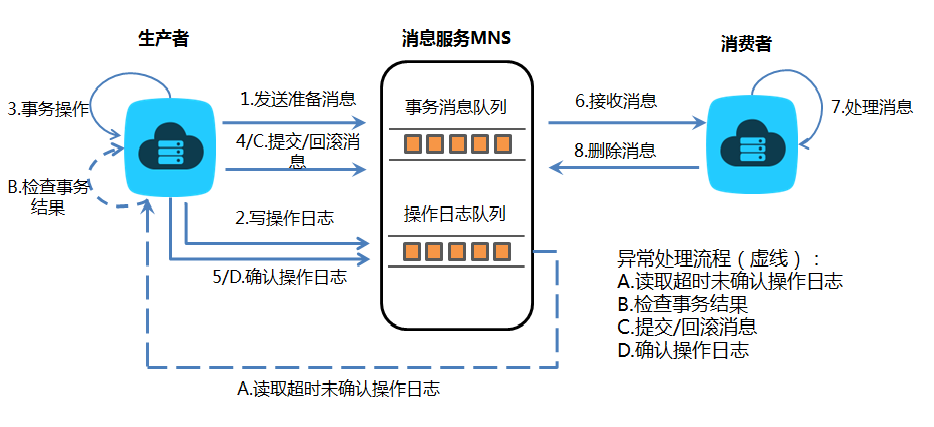 生产者
消息服务MNS
消费者
3.事务操作
1.发送准备消息
事务消息队列
6.接收消息
7.处理消息
4/C.提交/回滚消
息
8.删除消息
B.检查事务
结果
2.写操作日志
操作日志队列
5/D.确认操作日志
异常处理流程（虚线）：
A.读取超时未确认操作日志
B.检查事务结果
C.提交/回滚消息
D.确认操作日志
A.读取超时未确认操作日志